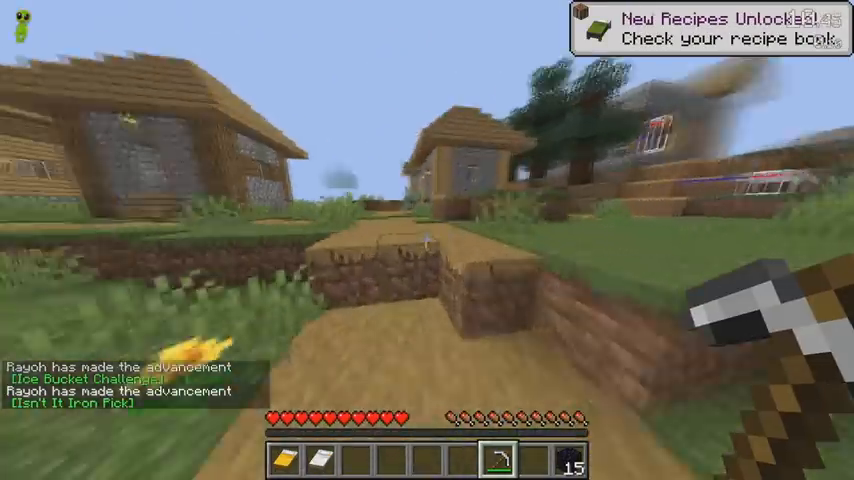 New Recipes Unlocked!
Check your recipe book.
Rayoh has made the advancement
[Ice Bucket Challenge]
Rayoh has made the advancement
[Isn't It Iron Pick]
15